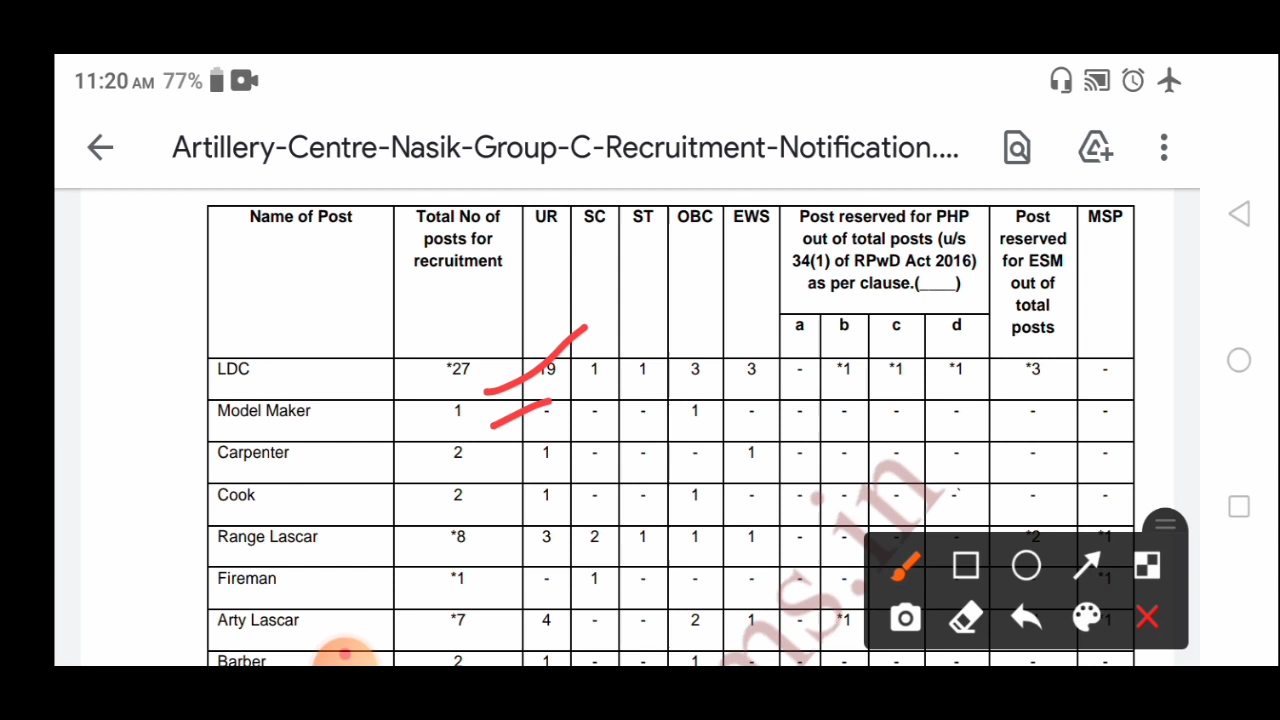 11:20 AM 77%
Artillery-Centre-Nasik-Group-C-Recruitment-Notification....
Name of Post | Total No of posts for recruitment | UR | SC | ST | OBC | EWS | Post reserved for PHP out of total posts (u/s 34(1) of RPwD Act 2016) as per clause.(____) | Post reserved for ESM out of total posts | MSP
a | b | c | d
LDC | *27 | 19 | 1 | 1 | 3 | 3 | - | *1 | *1 | *1 | *3 | -
Model Maker | 1 | - | - | - | 1 | - | - | - | - | - | - | -
Carpenter | 2 | 1 | - | - | - | 1 | - | - | - | - | - | -
Cook | 2 | 1 | - | - | 1 | - | - | - | - | -` | - | -
Range Lascar | *8 | 3 | 2 | 1 | 1 | 1 | - | - | - | - | *2 | *1
Fireman | *1 | - | 1 | - | - | - | - | *1
Arty Lascar | *7 | 4 | - | - | 2 | 1 | - | *1 | *1
Barber | 2 | 1 | - | - | 1 | - | - | - | - | - | - | -
ms.in